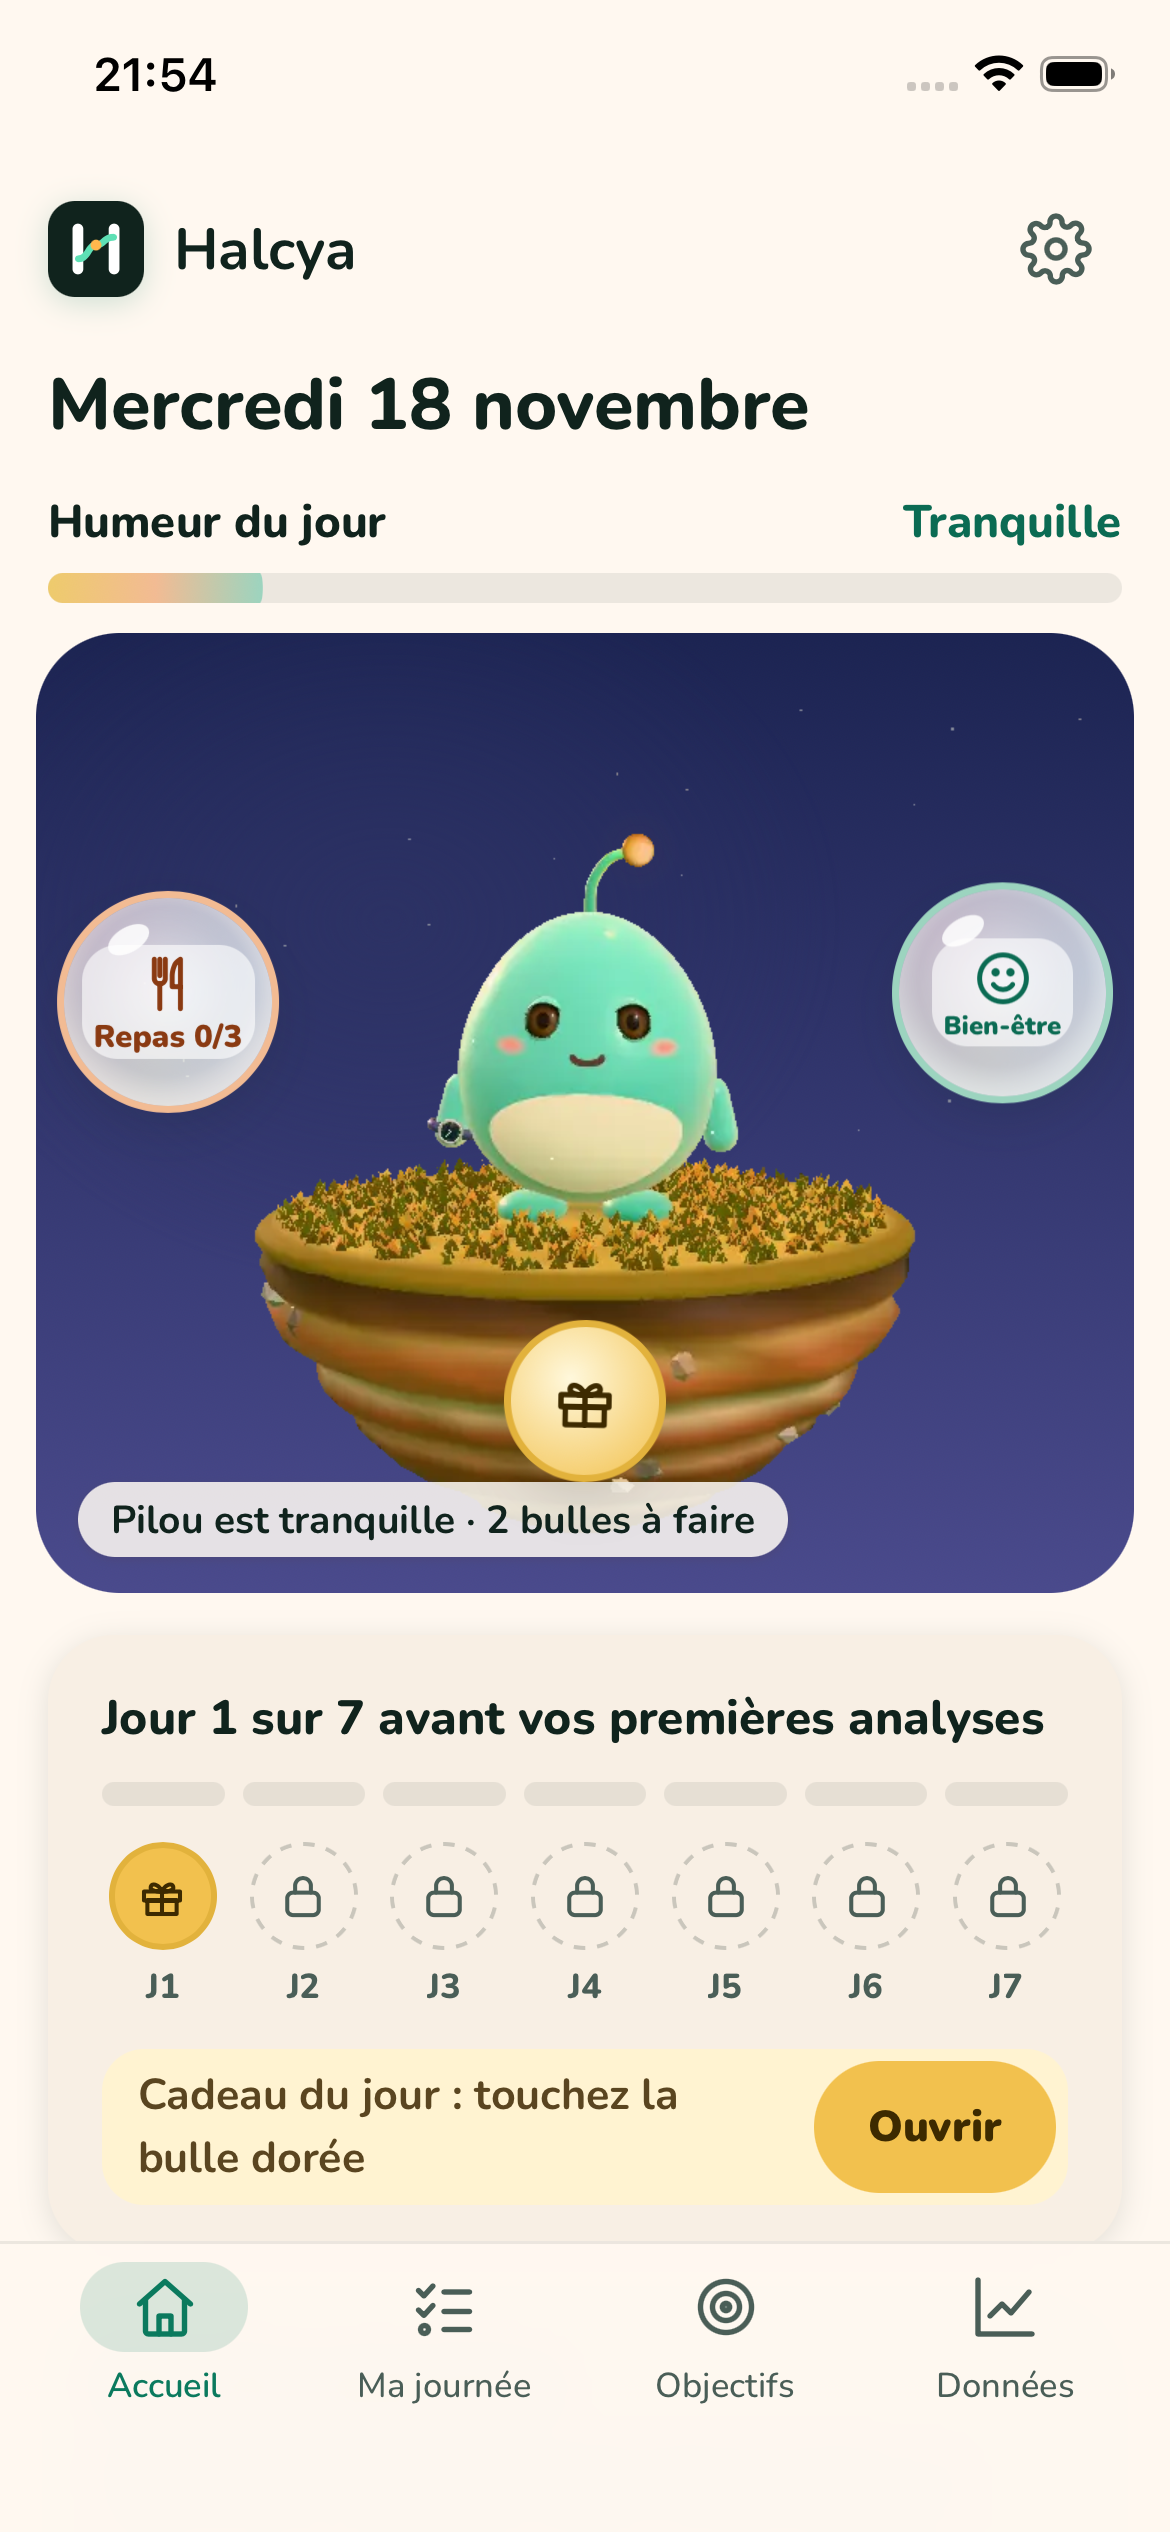 21:54
Halcya
Mercredi 18 novembre
Humeur du jour
Tranquille
Repas 0/3
Bien-être
Pilou est tranquille · 2 bulles à faire
Jour 1 sur 7 avant vos premières analyses
J1
J2
J3
J4
J5
J6
J7
Cadeau du jour : touchez la
bulle dorée
Ouvrir
Accueil
Ma journée
Objectifs
Données